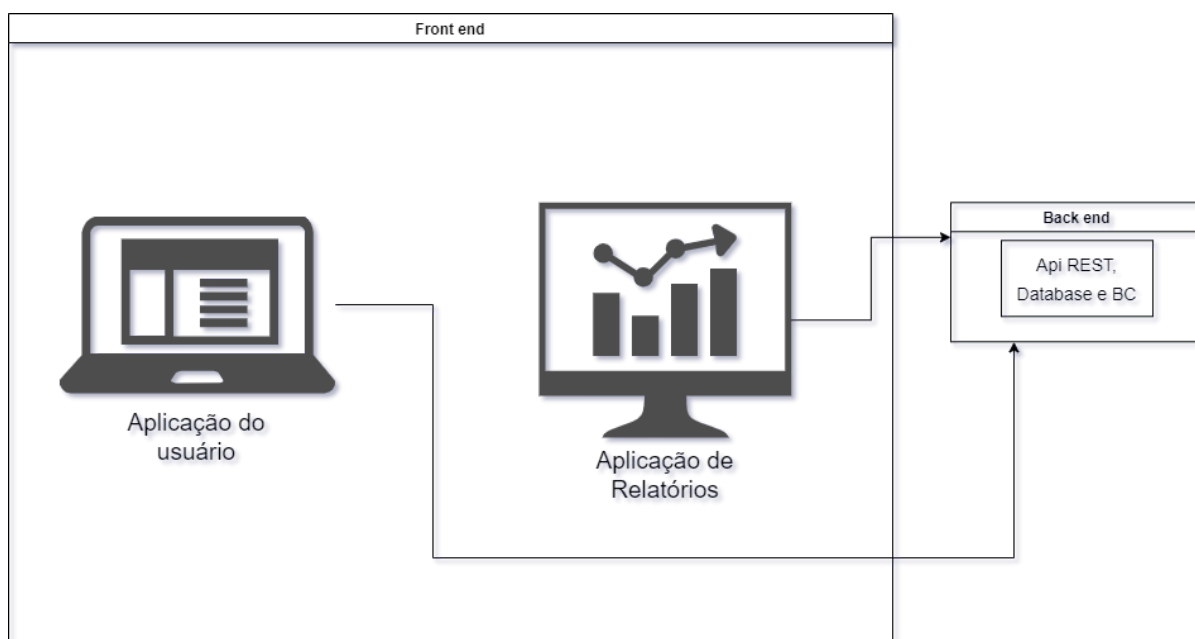 Front end
Aplicação do
usuário
Aplicação de
Relatórios
Back end
Api REST,
Database e BC